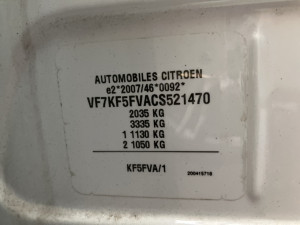 AUTOMOBILES CITROEN
e2*2007/46*0092*
VF7KF5FVACS521470
2035 KG
3335 KG
1 1130 KG
2 1050 KG
KF5FVA/1